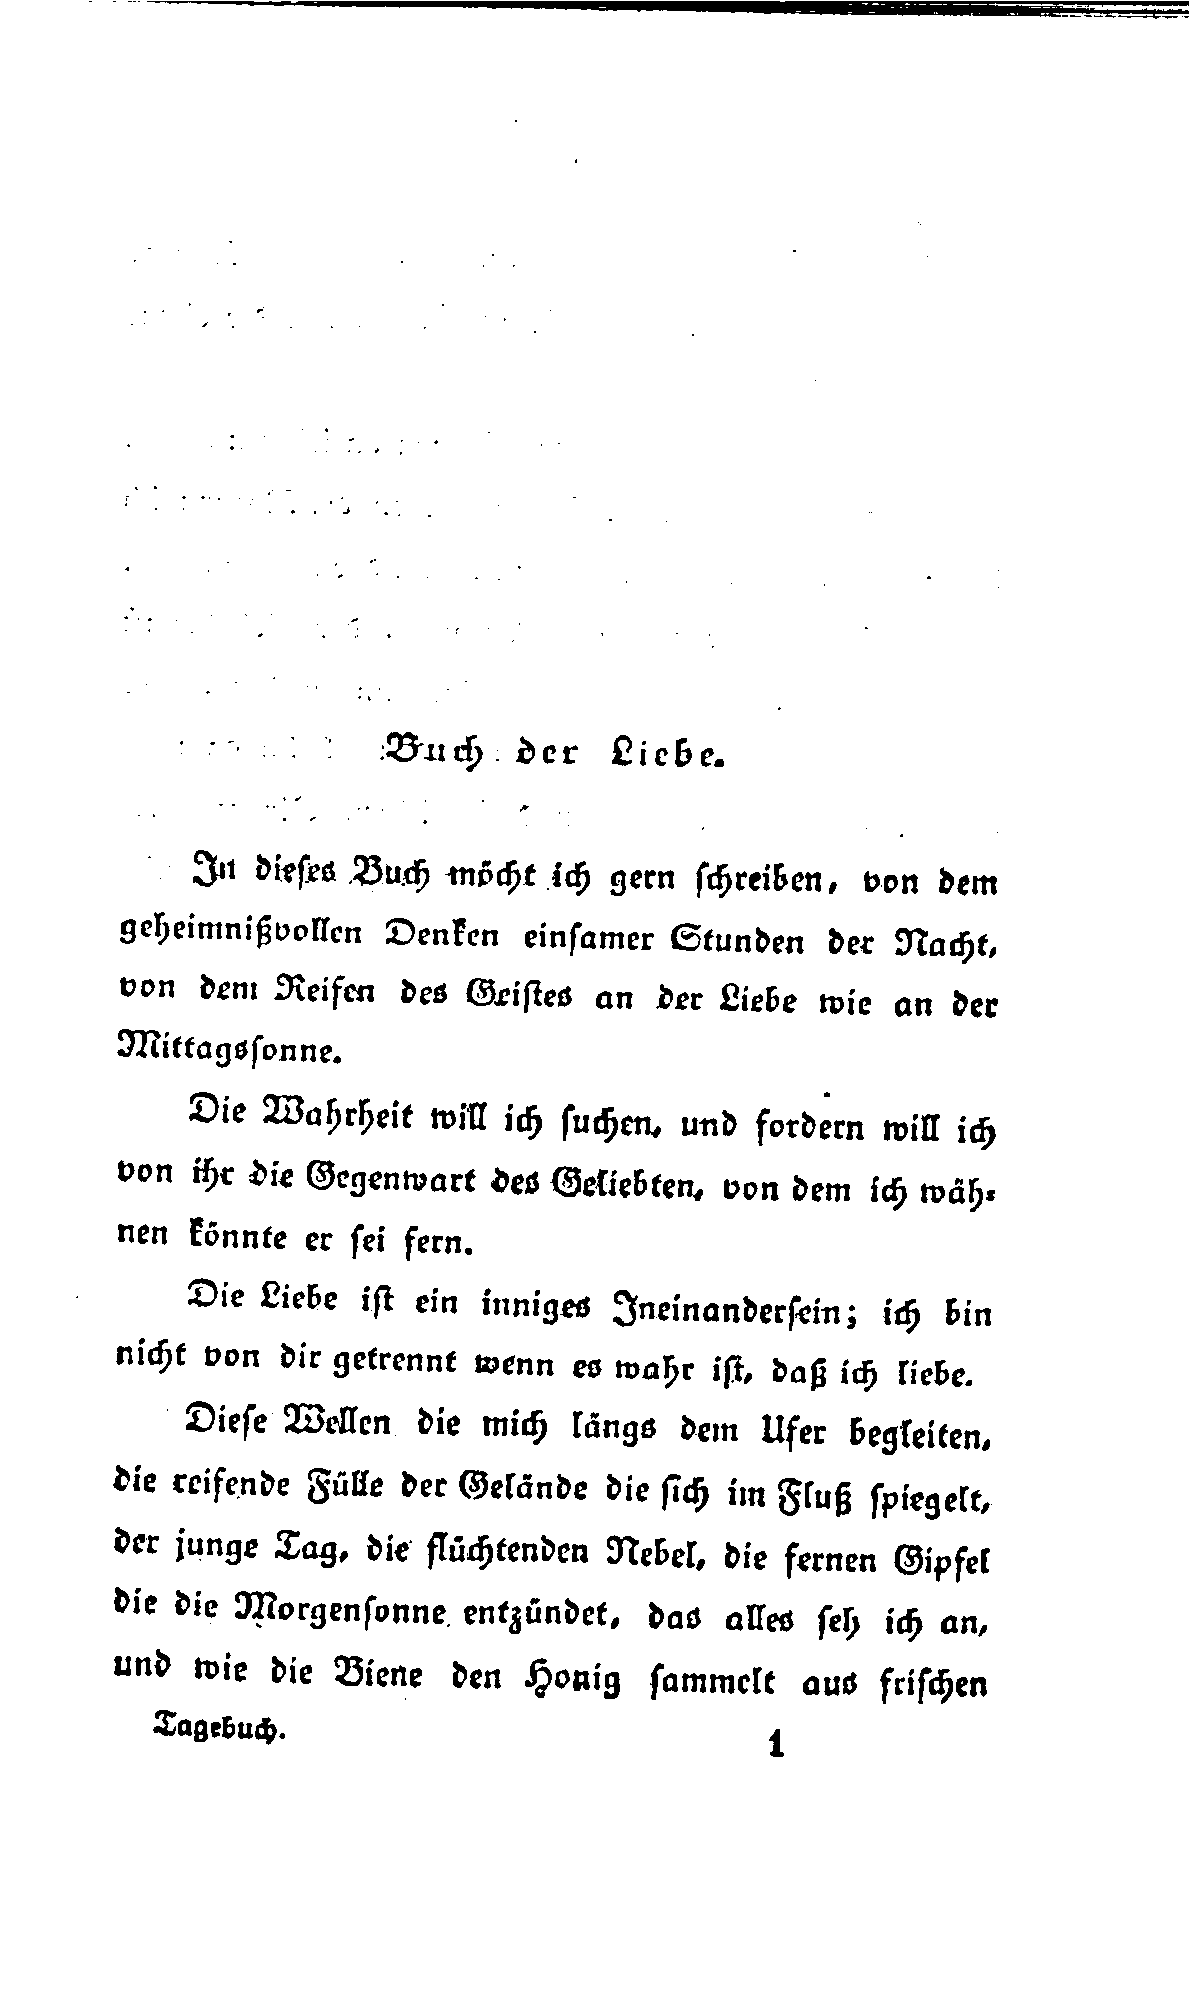 Buch der Liebe.
In dieſes Buch möcht ich gern ſchreiben, von dem
geheimnißvollen Denken einſamer Stunden der Nacht,
von dem Reifen des Geiſtes an der Liebe wie an der
Mittagsſonne.
Die Wahrheit will ich ſuchen, und fordern will ich
von ihr die Gegenwart des Geliebten, von dem ich wäh-
nen könnte er ſei fern.
Die Liebe iſt ein inniges Ineinanderſein; ich bin
nicht von dir getrennt wenn es wahr iſt, daß ich liebe.
Dieſe Wellen die mich längs dem Ufer begleiten,
die reifende Fülle der Gelände die ſich im Fluß ſpiegelt,
der junge Tag, die flüchtenden Nebel, die fernen Gipfel
die die Morgenſonne entzündet, das alles ſeh ich an,
und wie die Biene den Honig ſammelt aus friſchen
Tagebuch. 1